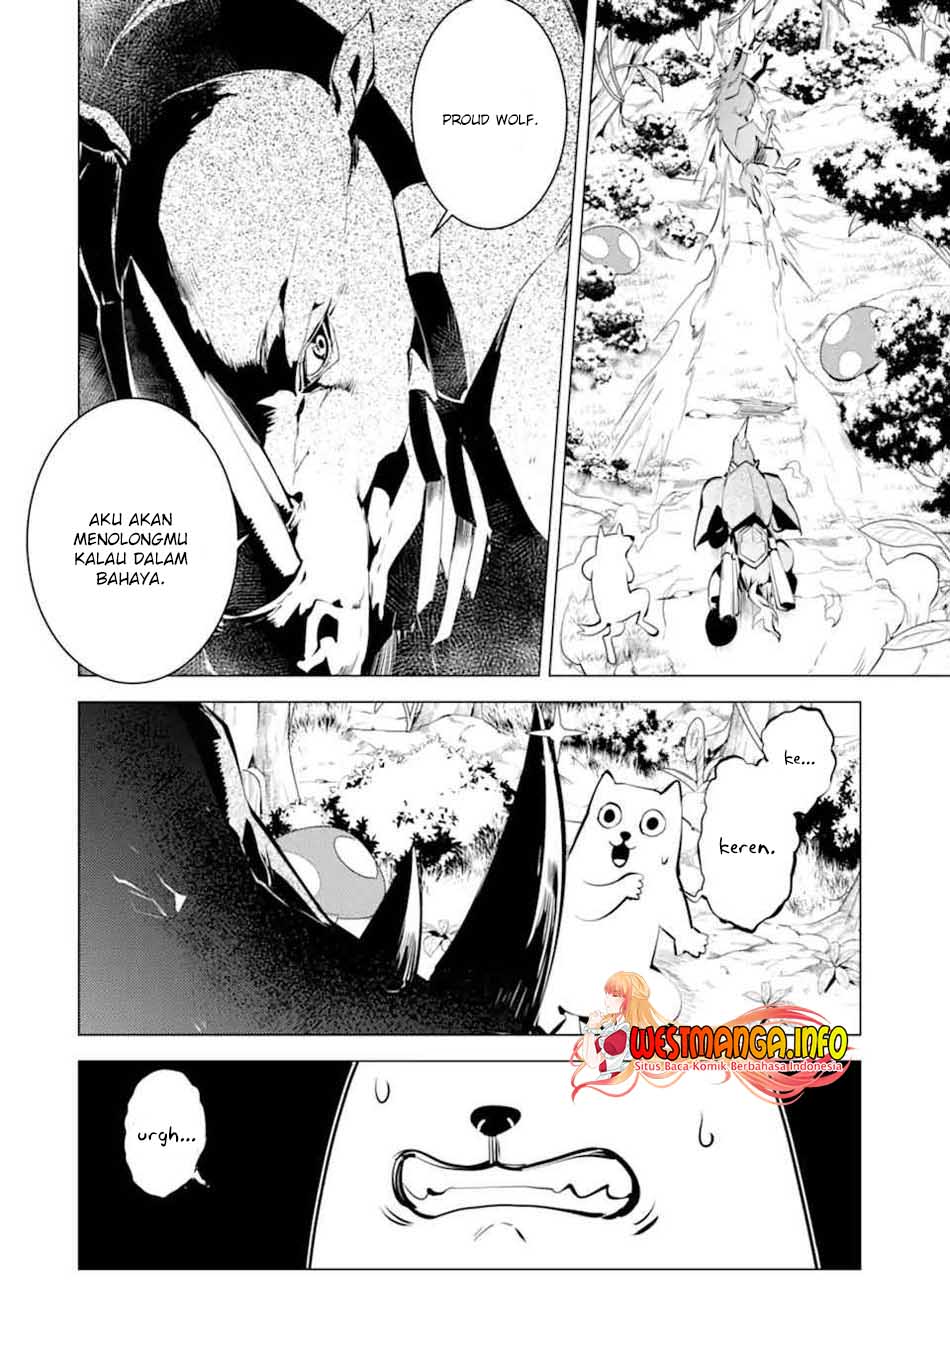 PROUD WOLF.
AKU AKAN
MENOLONGMU
KALAU DALAM
BAHAYA.
ke...
keren.
WESTMANGA.INFO
Situs Baca Komik Berbahasa Indonesia
urgh...